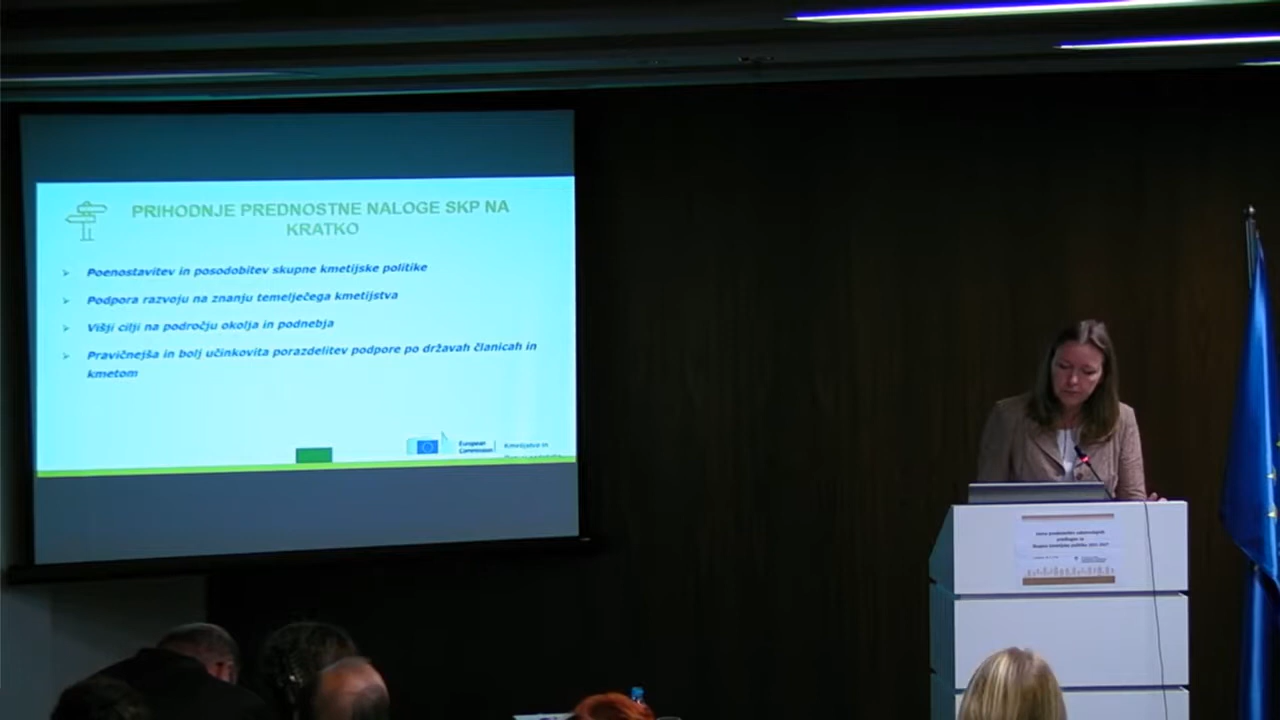 PRIHODNJE PREDNOSTNE NALOGE SKP NA
KRATKO
Poenostavitev in posodobitev skupne kmetijske politike
Podpora razvoju na znanju temelječega kmetijstva
Višji cilji na področju okolja in podnebja
Pravičnejša in bolj učinkovita porazdelitev podpore po državah članicah in
kmetom
European
Commission
Kmetijstvo in